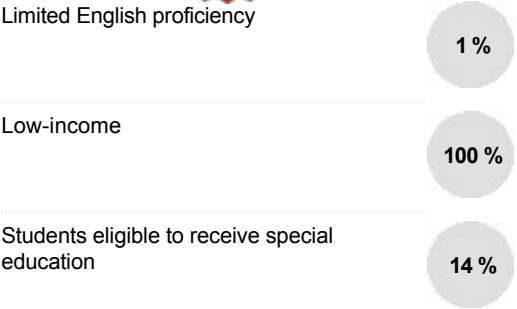 Limited English proficiency
1 %
Low-income
100 %
Students eligible to receive special
education
14 %